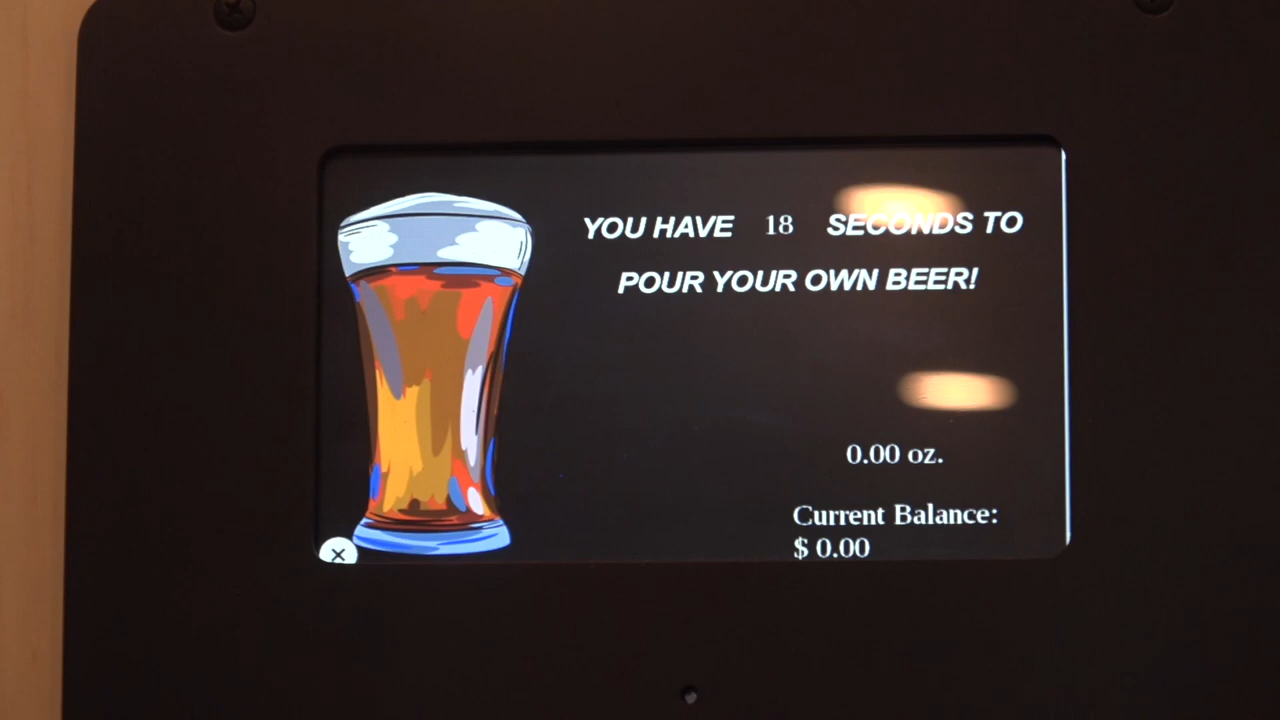 YOU HAVE 18 SECONDS TO
POUR YOUR OWN BEER!
0.00 oz.
Current Balance:
$ 0.00